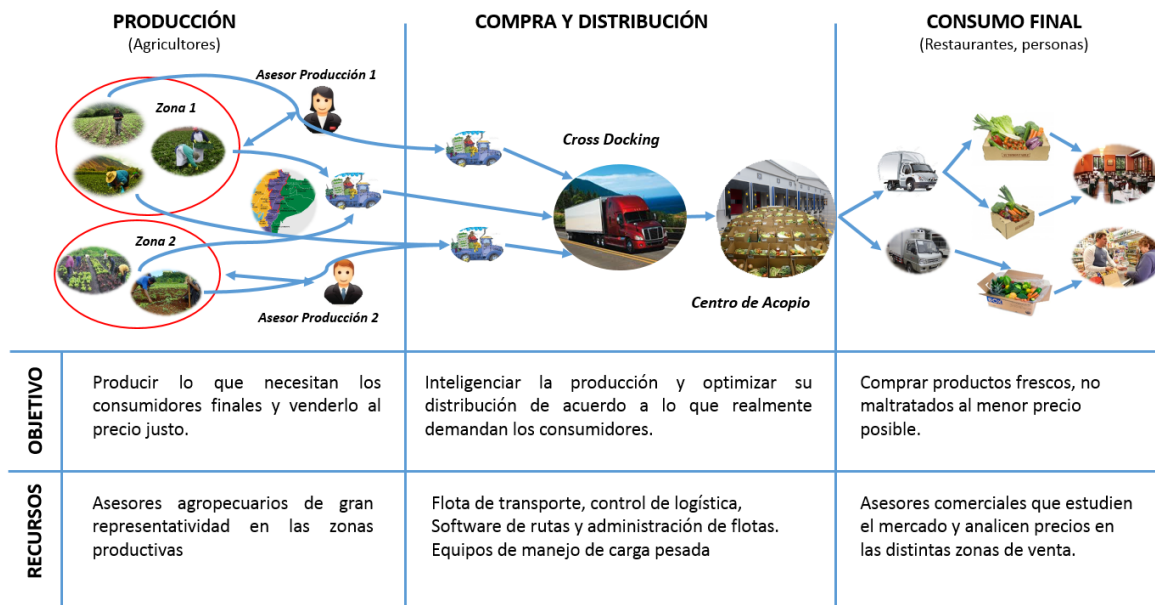 PRODUCCIÓN
(Agricultores)
COMPRA Y DISTRIBUCIÓN
CONSUMO FINAL
(Restaurantes, personas)
Asesor Producción 1
Zona 1
Cross Docking
Zona 2
Centro de Acopio
Asesor Producción 2
OBJETIVO
Producir lo que necesitan los
consumidores finales y venderlo al
precio justo.
Inteligenciar la producción y optimizar su
distribución de acuerdo a lo que realmente
demandan los consumidores.
Comprar productos frescos, no
maltratados al menor precio
posible.
RECURSOS
Asesores agropecuarios de gran
representatividad en las zonas
productivas
Flota de transporte, control de logística,
Software de rutas y administración de flotas.
Equipos de manejo de carga pesada
Asesores comerciales que estudien
el mercado y analicen precios en
las distintas zonas de venta.